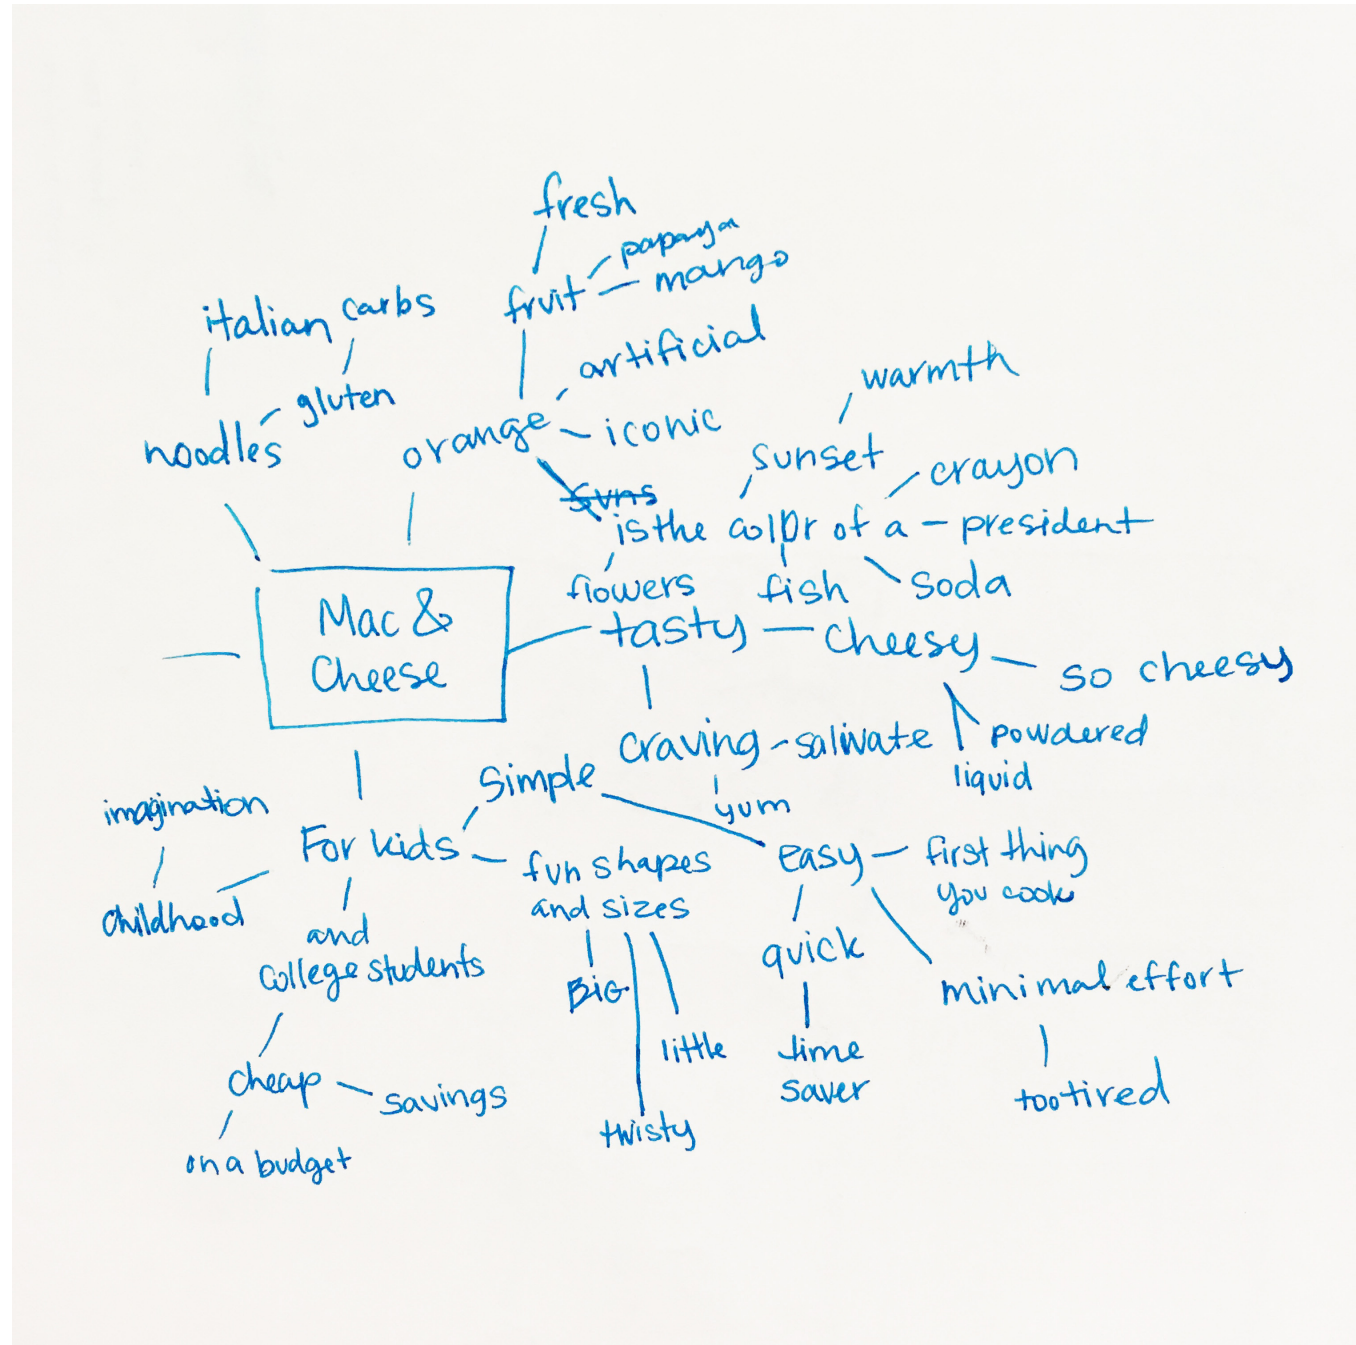 fresh
papaya
mango
fruit
italian
carbs
artificial
warmth
gluten
iconic
noodles
orange
sunset
crayon
suns
is the color of a
president
flowers
fish
soda
Mac &
Cheese
tasty
cheesy
so cheesy
craving
salivate
powdered
liquid
yum
Simple
imagination
For kids
fun shapes
and sizes
easy
first thing
you cook
childhood
and
college students
BiG
quick
minimal effort
little
time
saver
cheap
savings
too tired
twisty
on a budget